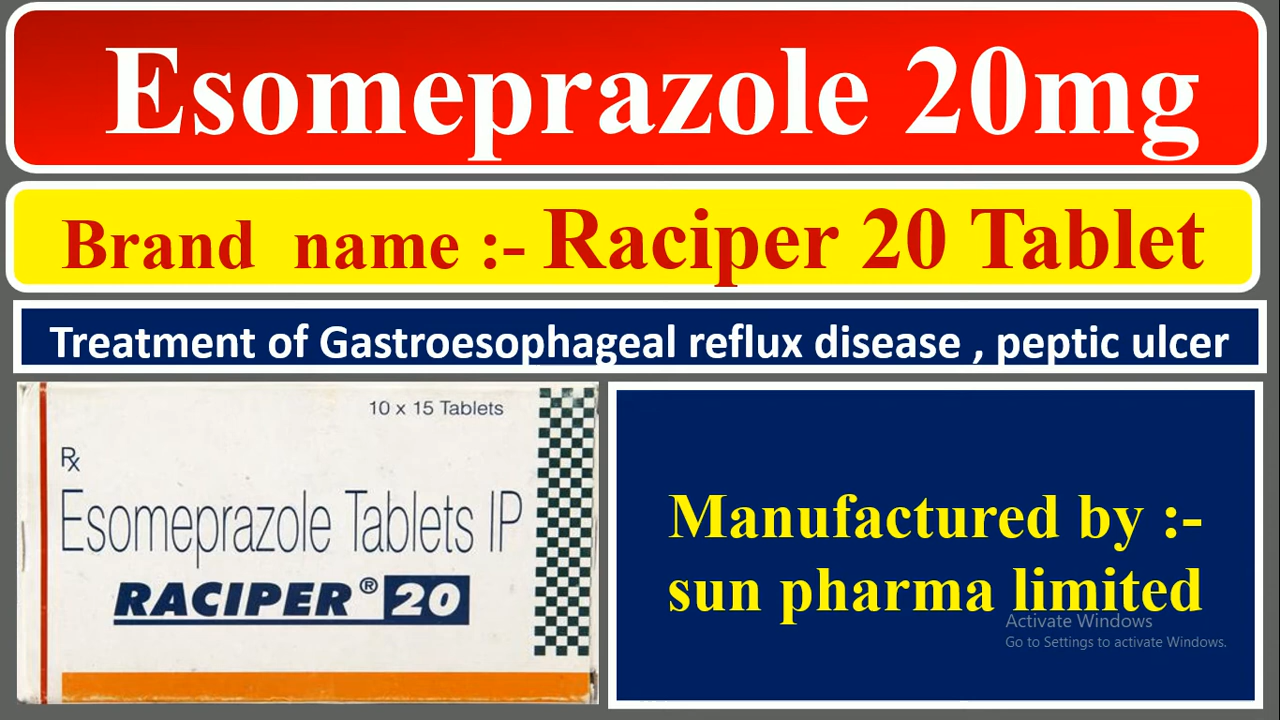 Esomeprazole 20mg
Brand name :- Raciper 20 Tablet
Treatment of Gastroesophageal reflux disease , peptic ulcer
10 x 15 Tablets
Rx
Esomeprazole Tablets IP
RACIPER® 20
Manufactured by :-
sun pharma limited
Activate Windows
Go to Settings to activate Windows.